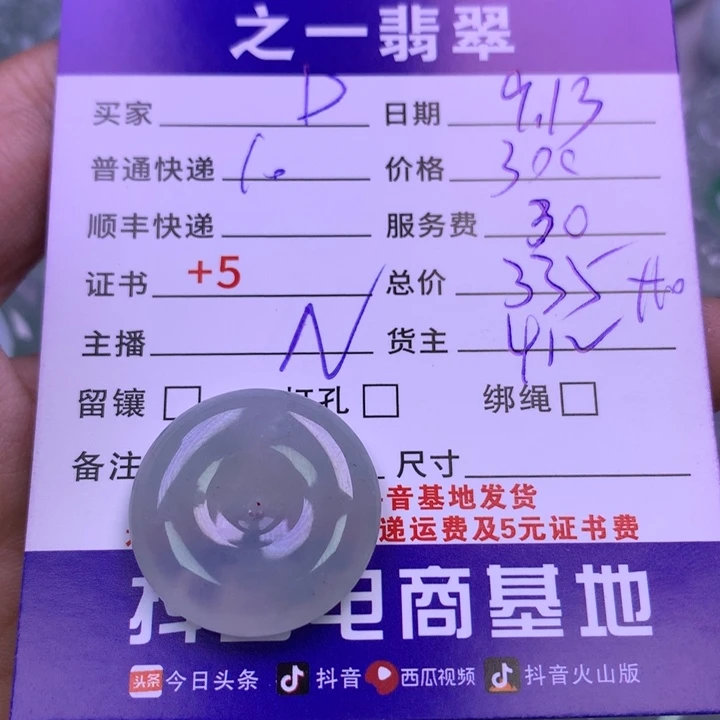 之一翡翠
买家 D 日期 9.13
普通快递 价格 300
顺丰快递 服务费 30
证书 +5 总价 335
主播 N 货主
留镶 孔 绑绳
备注 尺寸
音基地发货
递运费及5元证书费
电商基地
头条 今日头条 抖音 西瓜视频 抖音火山版